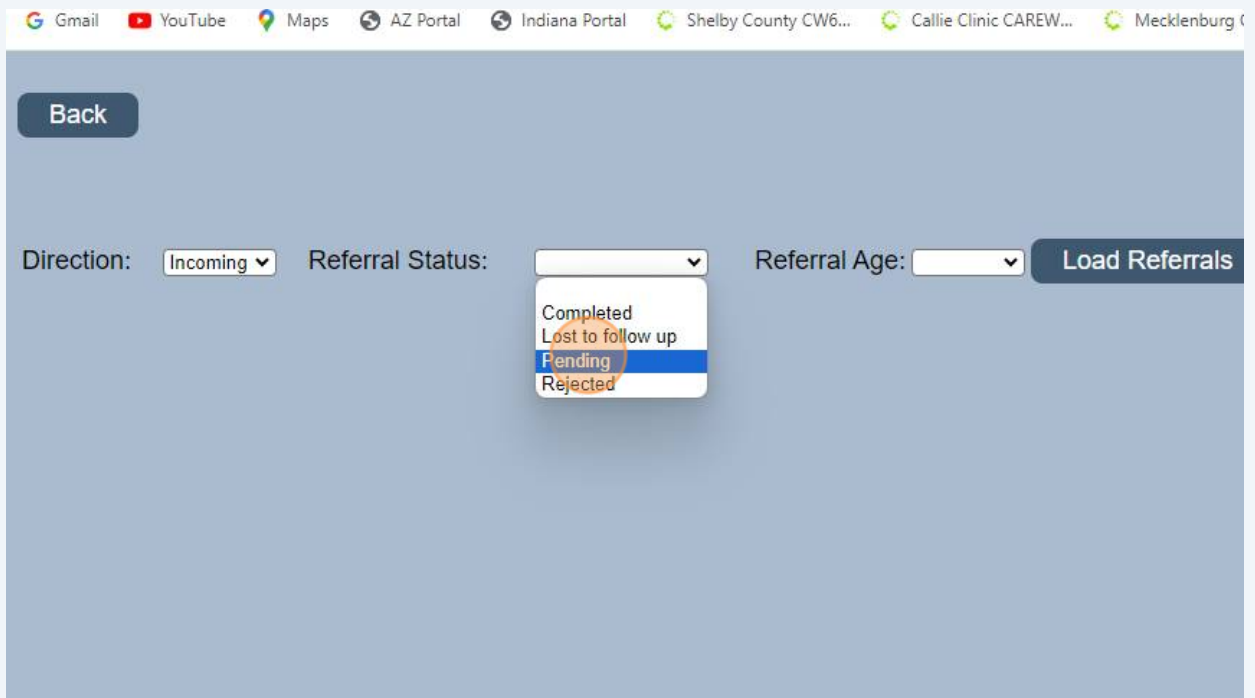 Gmail YouTube Maps AZ Portal Indiana Portal Shelby County CW6... Callie Clinic CAREW... Mecklenburg
Back
Direction: Incoming Referral Status: Referral Age: Load Referrals
Completed
Lost to follow up
Pending
Rejected